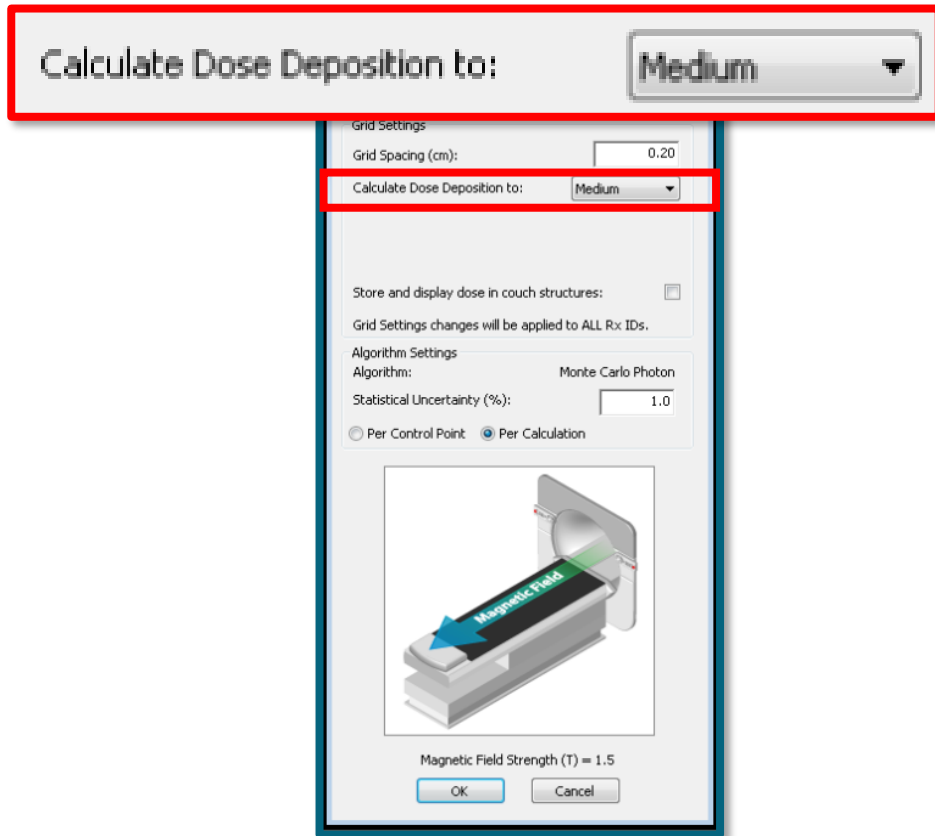 Calculate Dose Deposition to: Medium
Grid Settings
Grid Spacing (cm): 0.20
Calculate Dose Deposition to: Medium
Store and display dose in couch structures:
Grid Settings changes will be applied to ALL Rx IDs.
Algorithm Settings
Algorithm: Monte Carlo Photon
Statistical Uncertainty (%): 1.0
Per Control Point Per Calculation
Magnetic Field
Magnetic Field Strength (T) = 1.5
OK Cancel